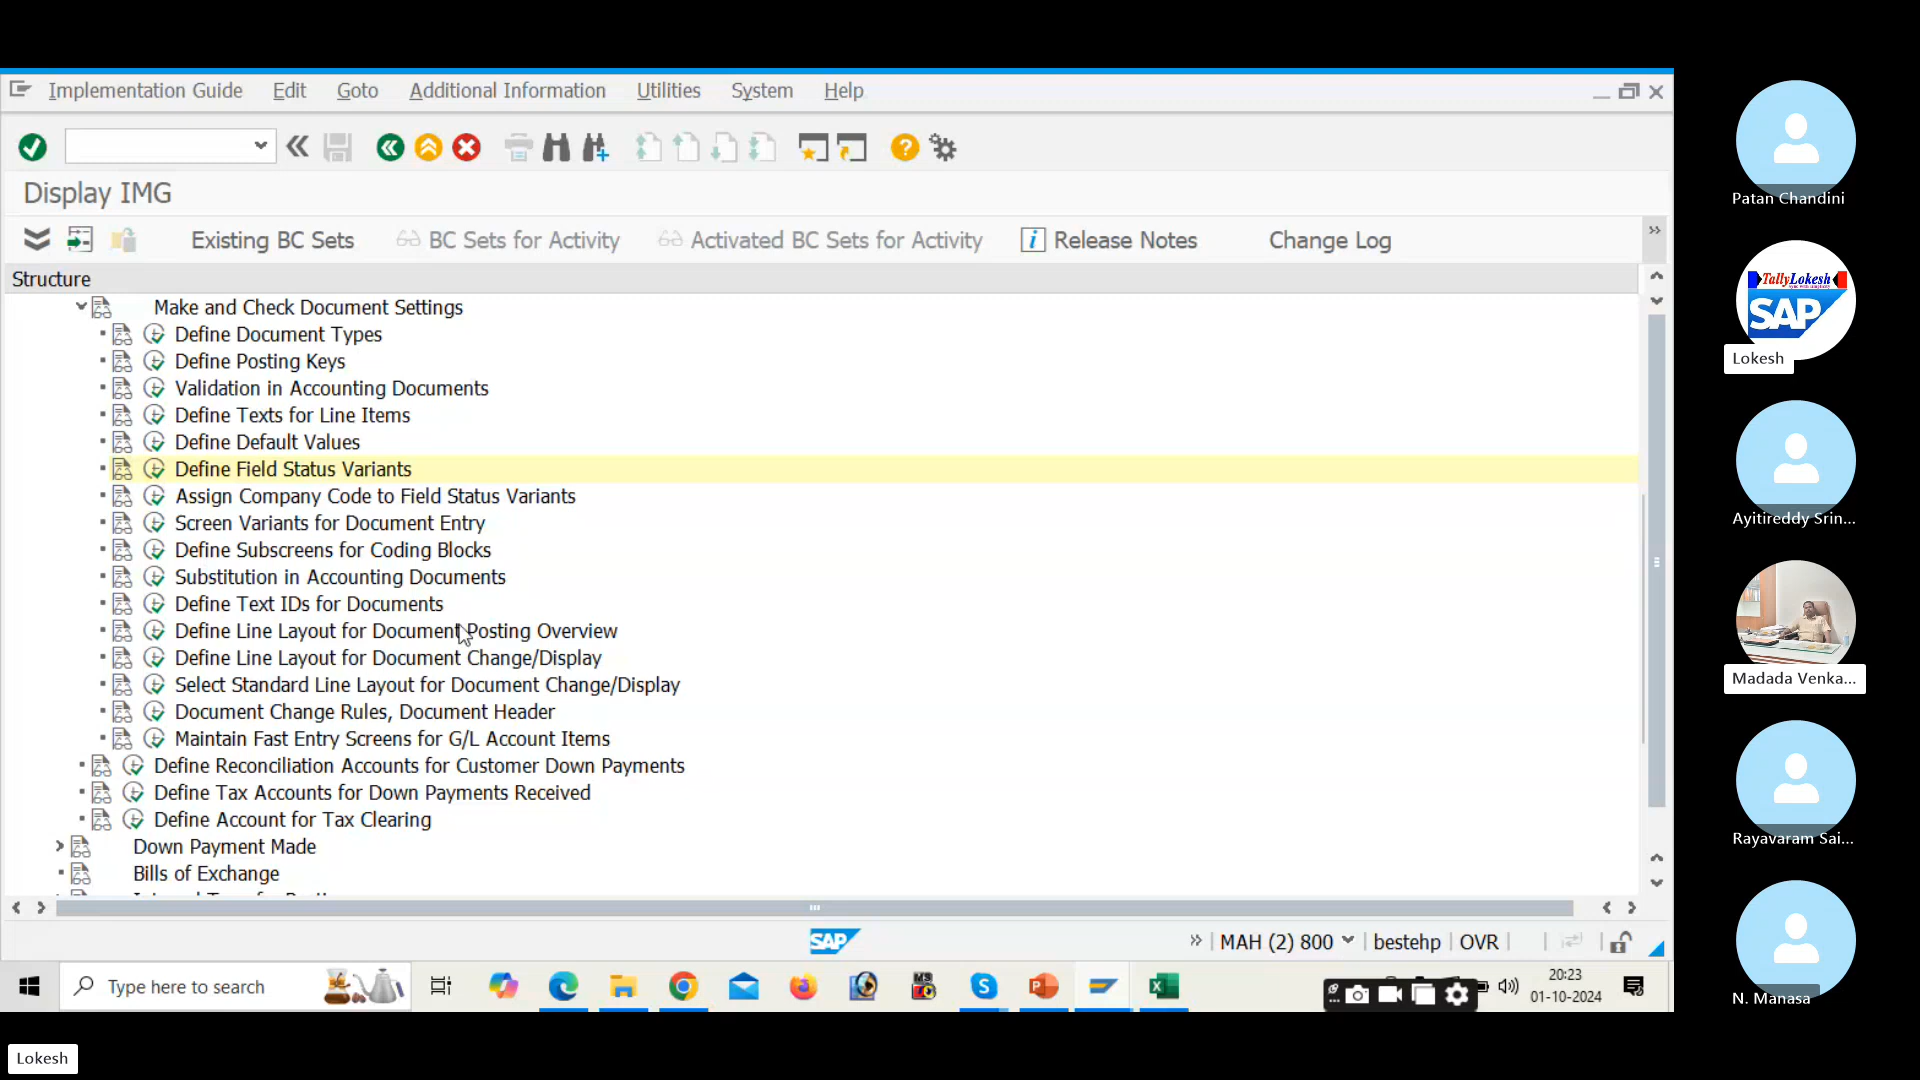 Implementation Guide Edit Goto Additional Information Utilities System Help
Display IMG
Existing BC Sets BC Sets for Activity Activated BC Sets for Activity Release Notes Change Log
Structure
Make and Check Document Settings
Define Document Types
Define Posting Keys
Validation in Accounting Documents
Define Texts for Line Items
Define Default Values
Define Field Status Variants
Assign Company Code to Field Status Variants
Screen Variants for Document Entry
Define Subscreens for Coding Blocks
Substitution in Accounting Documents
Define Text IDs for Documents
Define Line Layout for Document Posting Overview
Define Line Layout for Document Change/Display
Select Standard Line Layout for Document Change/Display
Document Change Rules, Document Header
Maintain Fast Entry Screens for G/L Account Items
Define Reconciliation Accounts for Customer Down Payments
Define Tax Accounts for Down Payments Received
Define Account for Tax Clearing
Down Payment Made
Bills of Exchange
SAP MAH (2) 800 bestehp OVR
Type here to search
20:23
01-10-2024
Lokesh
Patan Chandini
TallyLokesh
SAP
Lokesh
Ayitireddy Srin...
Madada Venka...
Rayavaram Sai...
N. Manasa